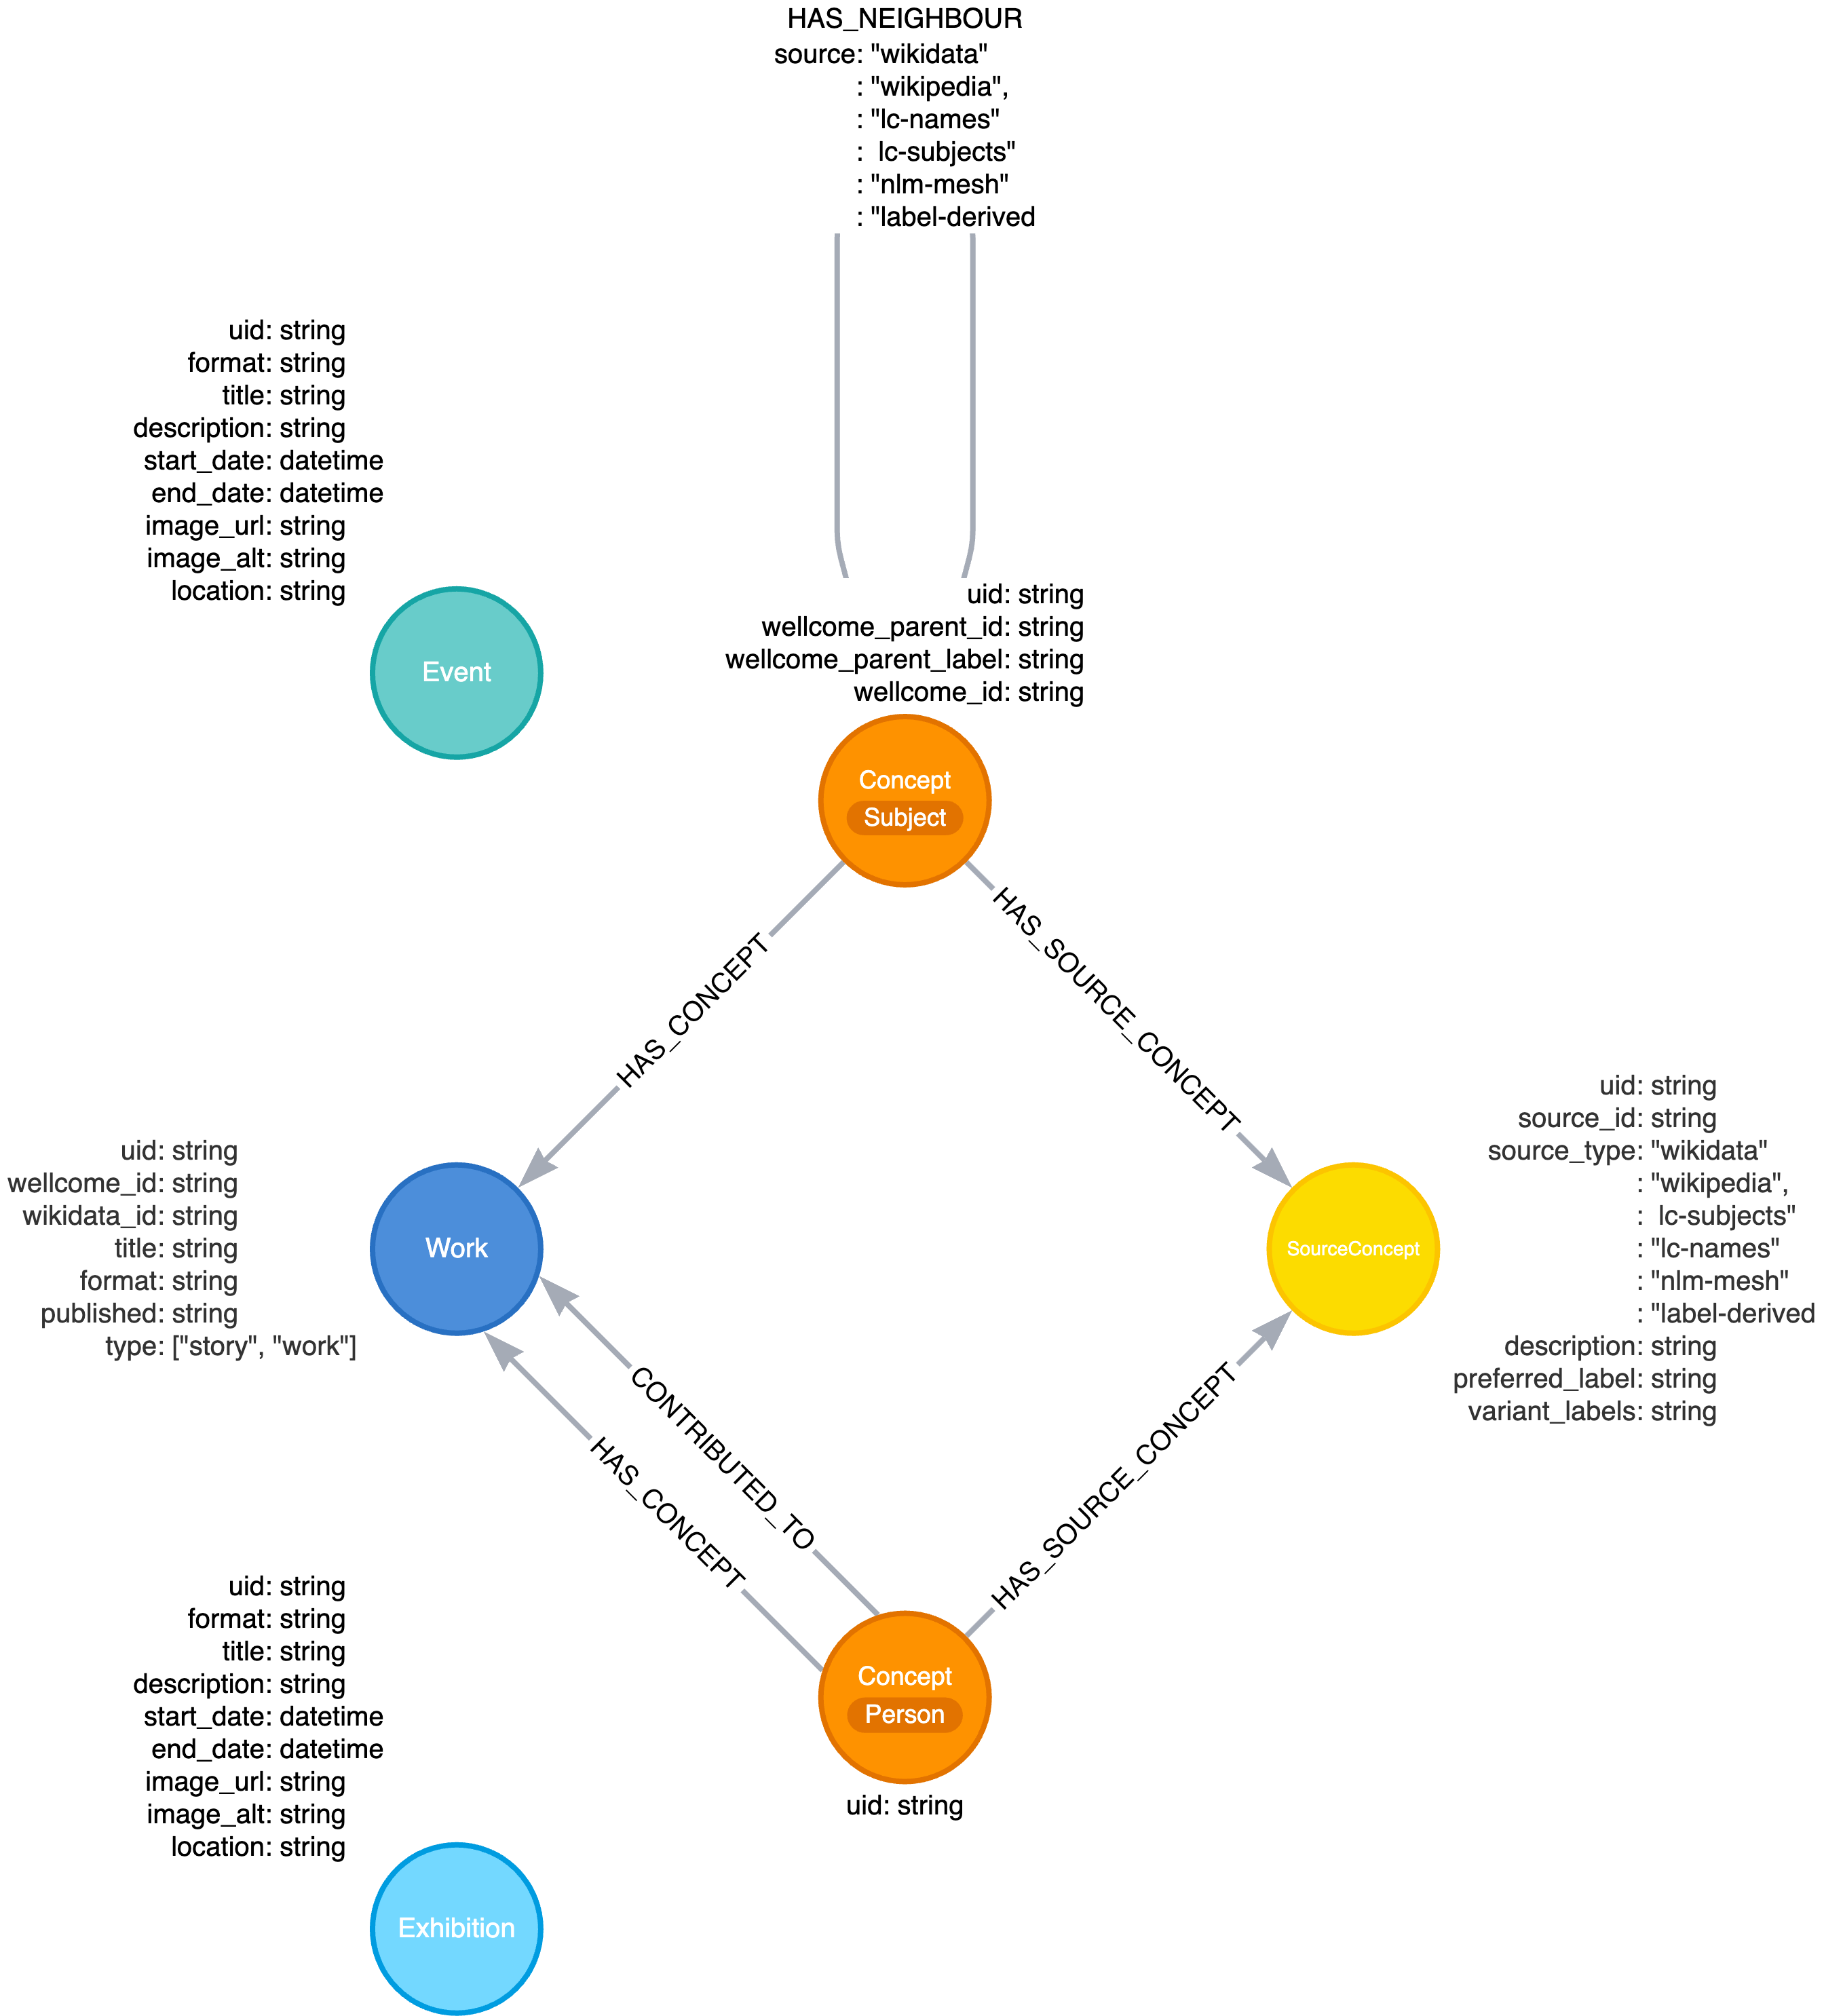 HAS_NEIGHBOUR
source: "wikidata"
: "wikipedia",
: "lc-names"
:  lc-subjects"
: "nlm-mesh"
: "label-derived
uid: string
format: string
title: string
description: string
start_date: datetime
end_date: datetime
image_url: string
image_alt: string
location: string
Event
uid: string
wellcome_parent_id: string
wellcome_parent_label: string
wellcome_id: string
Concept
Subject
HAS_CONCEPT
HAS_SOURCE_CONCEPT
uid: string
wellcome_id: string
wikidata_id: string
title: string
format: string
published: string
type: ["story", "work"]
Work
SourceConcept
uid: string
source_id: string
source_type: "wikidata"
: "wikipedia",
:  lc-subjects"
: "lc-names"
: "nlm-mesh"
: "label-derived
description: string
preferred_label: string
variant_labels: string
CONTRIBUTED_TO
HAS_CONCEPT
HAS_SOURCE_CONCEPT
Concept
Person
uid: string
uid: string
format: string
title: string
description: string
start_date: datetime
end_date: datetime
image_url: string
image_alt: string
location: string
Exhibition